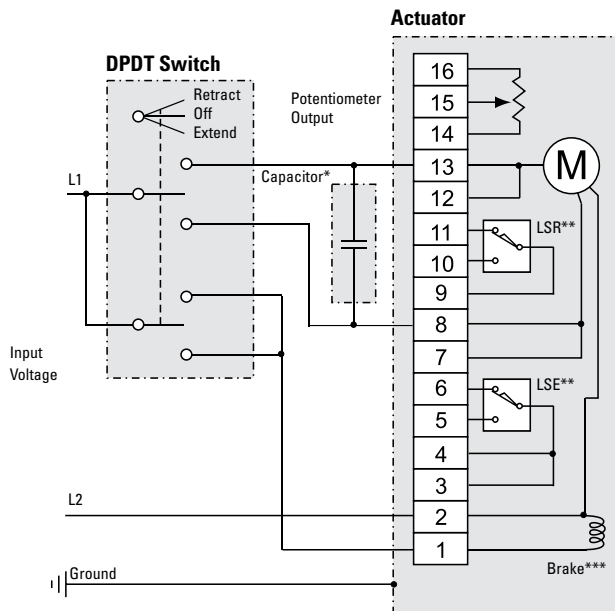 Actuator
DPDT Switch
Retract
Off
Extend
Potentiometer
Output
L1
Capacitor*
Input
Voltage
L2
Ground
16
15
14
13
12
11
10
9
8
7
6
5
4
3
2
1
M
LSR**
LSE**
Brake***